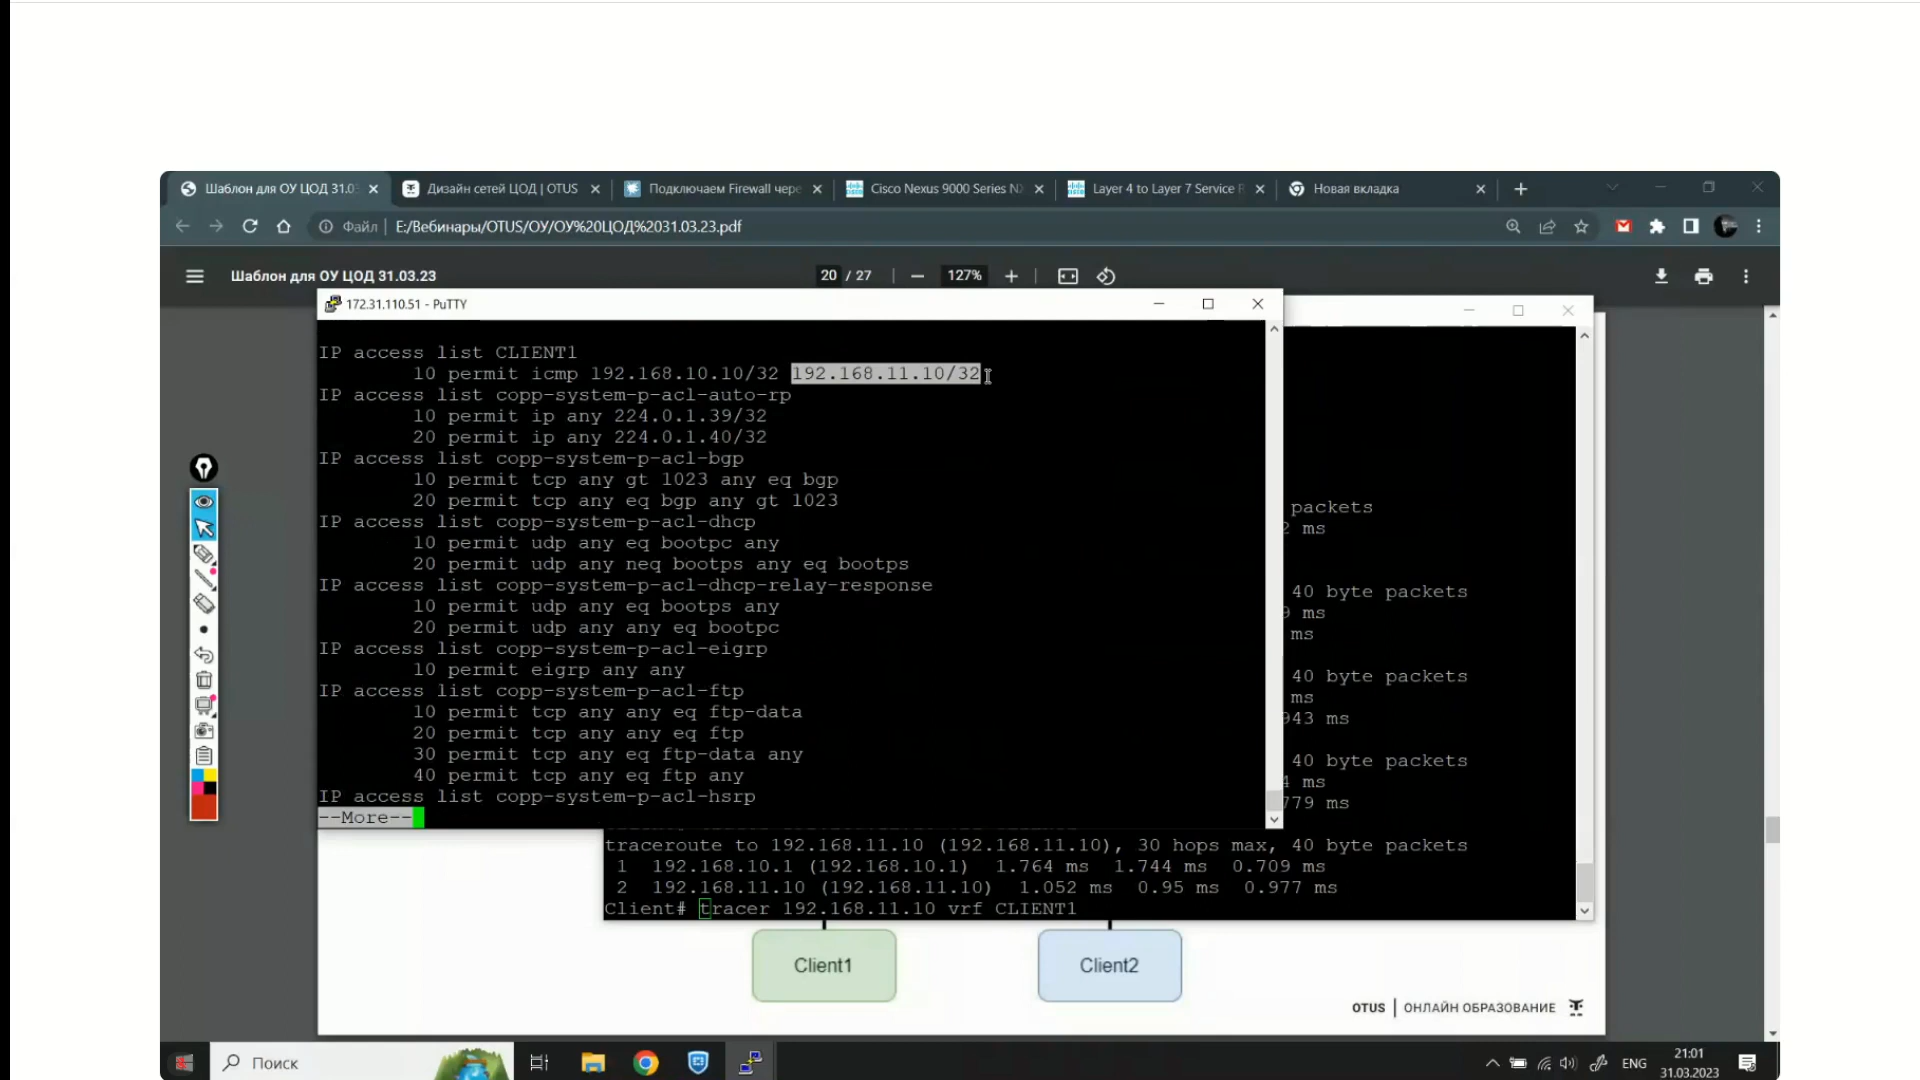 Шаблон для ОУ ЦОД 31.0
Дизайн сетей ЦОД | OTUS
Подключаем Firewall чере
Cisco Nexus 9000 Series N
Layer 4 to Layer 7 Service
Новая вкладка
Файл
E:/Вебинары/OTUS/ОУ/ОУ%20ЦОД%2031.03.23.pdf
Шаблон для ОУ ЦОД 31.03.23
20 / 27
127%
172.31.110.51 - PuTTY
IP access list CLIENT1
10 permit icmp 192.168.10.10/32 192.168.11.10/32
IP access list copp-system-p-acl-auto-rp
10 permit ip any 224.0.1.39/32
20 permit ip any 224.0.1.40/32
IP access list copp-system-p-acl-bgp
10 permit tcp any gt 1023 any eq bgp
20 permit tcp any eq bgp any gt 1023
IP access list copp-system-p-acl-dhcp
10 permit udp any eq bootpc any
20 permit udp any neq bootps any eq bootps
IP access list copp-system-p-acl-dhcp-relay-response
10 permit udp any eq bootps any
20 permit udp any any eq bootpc
IP access list copp-system-p-acl-eigrp
10 permit eigrp any any
IP access list copp-system-p-acl-ftp
10 permit tcp any any eq ftp-data
20 permit tcp any any eq ftp
30 permit tcp any eq ftp-data any
40 permit tcp any eq ftp any
IP access list copp-system-p-acl-hsrp
--More--
packets
2 ms
40 byte packets
9 ms
ms
40 byte packets
ms
943 ms
40 byte packets
4 ms
779 ms
traceroute to 192.168.11.10 (192.168.11.10), 30 hops max, 40 byte packets
1 192.168.10.1 (192.168.10.1) 1.764 ms 1.744 ms 0.709 ms
2 192.168.11.10 (192.168.11.10) 1.052 ms 0.95 ms 0.977 ms
Client# tracer 192.168.11.10 vrf CLIENT1
Client1
Client2
OTUS | ОНЛАЙН ОБРАЗОВАНИЕ
Поиск
ENG
21:01
31.03.2023